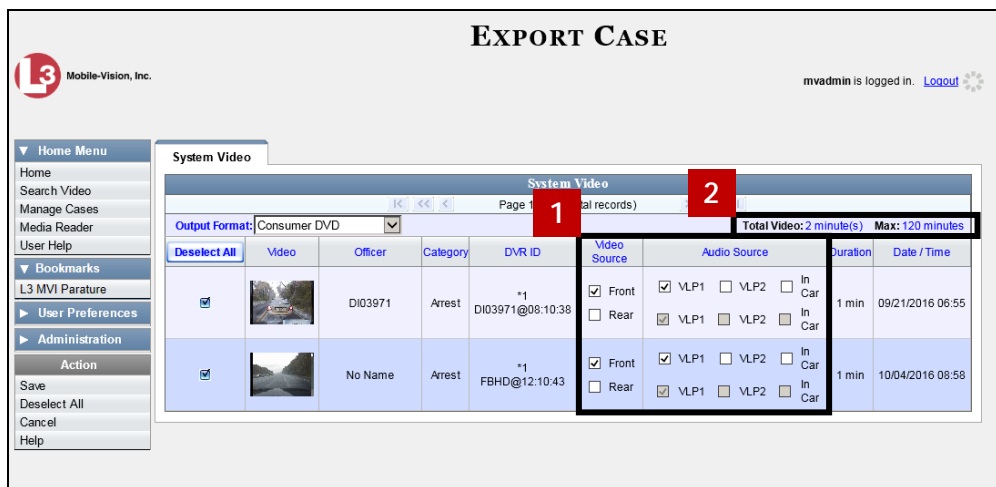 EXPORT CASE
L3 Mobile-Vision, Inc.
mvadmin is logged in. Logout
▼ Home Menu
Home
Search Video
Manage Cases
Media Reader
User Help
▼ Bookmarks
L3 MVI Parature
▶ User Preferences
▶ Administration
Action
Save
Deselect All
Cancel
Help
System Video
System Video
Page 1 tal records)
1
2
Output Format: Consumer DVD
Total Video: 2 minute(s) Max: 120 minutes
Deselect All Video Officer Category DVR ID Video Source Audio Source Duration Date / Time
DI03971 Arrest *1 DI03971@08:10:38
Front VLP1 VLP2 In Car
Rear VLP1 VLP2 In Car
1 min 09/21/2016 06:55
No Name Arrest *1 FBHD@12:10:43
Front VLP1 VLP2 In Car
Rear VLP1 VLP2 In Car
1 min 10/04/2016 08:58